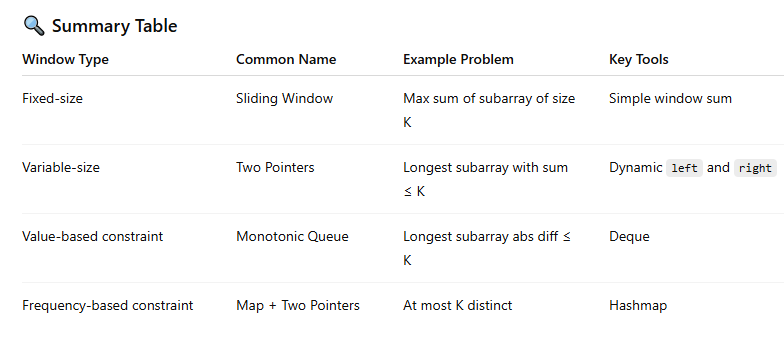 🔍 Summary Table
Window Type Common Name Example Problem Key Tools
Fixed-size Sliding Window Max sum of subarray of size Simple window sum
K
Variable-size Two Pointers Longest subarray with sum Dynamic left and right
≤ K
Value-based constraint Monotonic Queue Longest subarray abs diff ≤ Deque
K
Frequency-based constraint Map + Two Pointers At most K distinct Hashmap